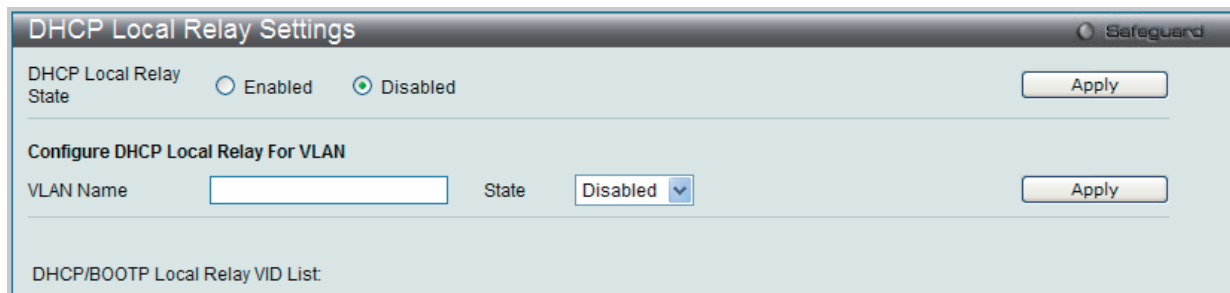 DHCP Local Relay Settings
Safeguard
DHCP Local Relay State
Enabled
Disabled
Apply
Configure DHCP Local Relay For VLAN
VLAN Name
State
Disabled
Apply
DHCP/BOOTP Local Relay VID List: